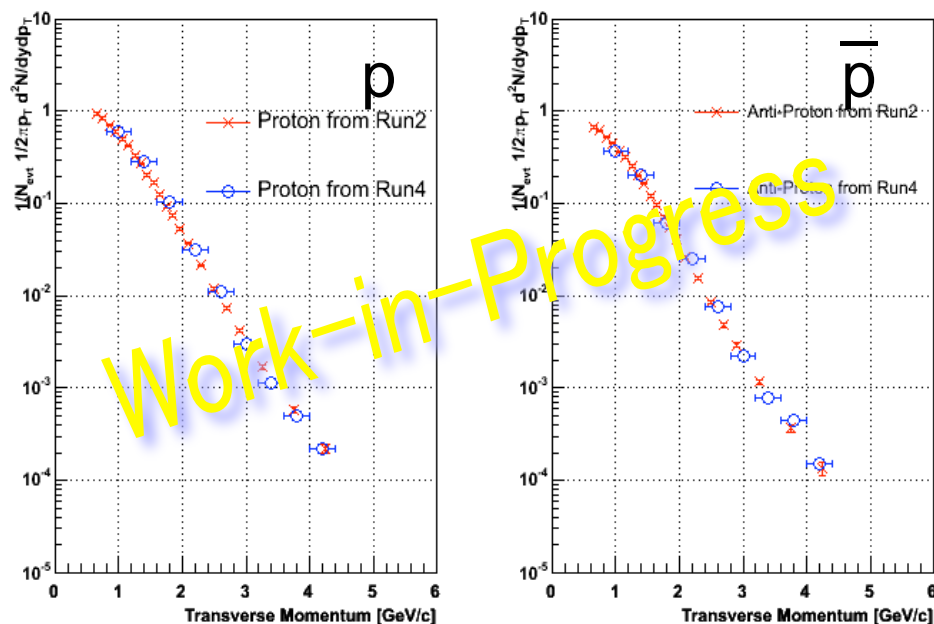 10
1
10⁻¹
10⁻²
10⁻³
10⁻⁴
10⁻⁵
0 1 2 3 4 5 6
1/N_evt 1/2πp_T d²N/dydp_T
Transverse Momentum [GeV/c]
p
Proton from Run2
Proton from Run4
10
1
10⁻¹
10⁻²
10⁻³
10⁻⁴
10⁻⁵
0 1 2 3 4 5 6
1/N_evt 1/2πp_T d²N/dydp_T
Transverse Momentum [GeV/c]
p̅
Anti-Proton from Run2
Anti-Proton from Run4
Work-in-Progress